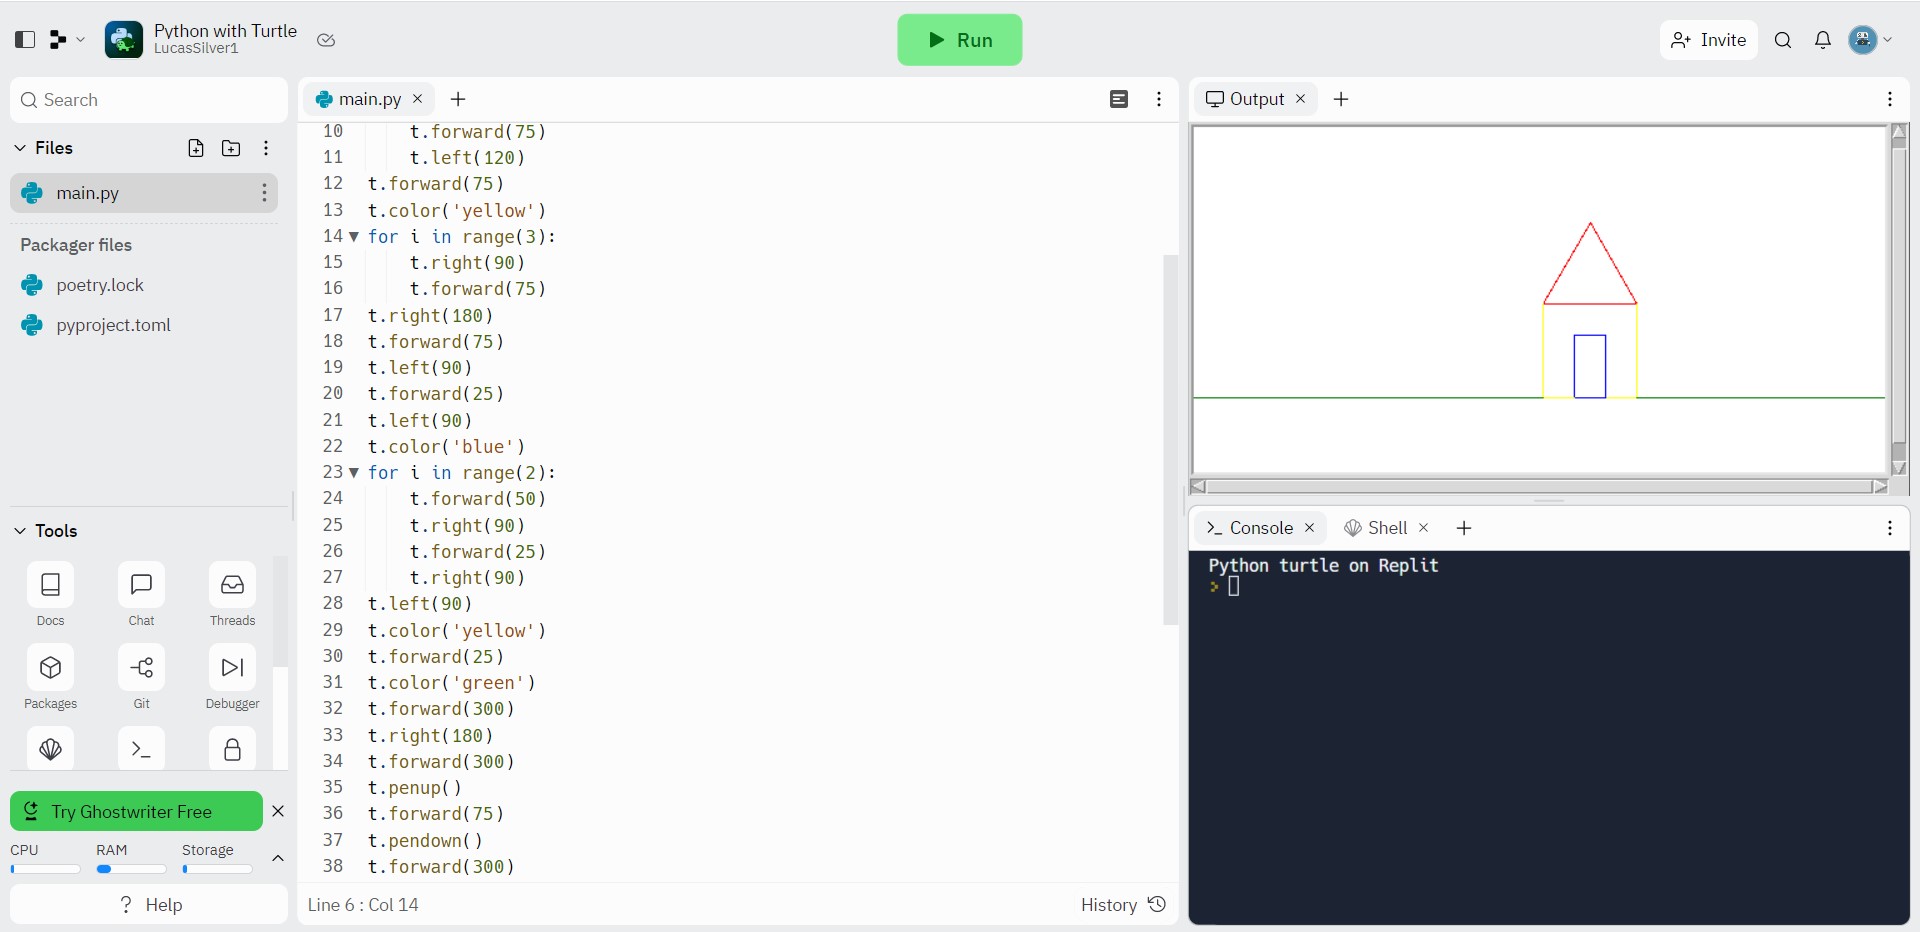 Python with Turtle
LucasSilver1
Run
Invite
Search
Files
main.py
Packager files
poetry.lock
pyproject.toml
Tools
Docs Chat Threads
Packages Git Debugger
Try Ghostwriter Free
CPU RAM Storage
? Help
main.py
10 t.forward(75)
11 t.left(120)
12 t.forward(75)
13 t.color('yellow')
14 for i in range(3):
15 t.right(90)
16 t.forward(75)
17 t.right(180)
18 t.forward(75)
19 t.left(90)
20 t.forward(25)
21 t.left(90)
22 t.color('blue')
23 for i in range(2):
24 t.forward(50)
25 t.right(90)
26 t.forward(25)
27 t.right(90)
28 t.left(90)
29 t.color('yellow')
30 t.forward(25)
31 t.color('green')
32 t.forward(300)
33 t.right(180)
34 t.forward(300)
35 t.penup()
36 t.forward(75)
37 t.pendown()
38 t.forward(300)
Line 6 : Col 14
History
Output
Console Shell
Python turtle on Replit
>